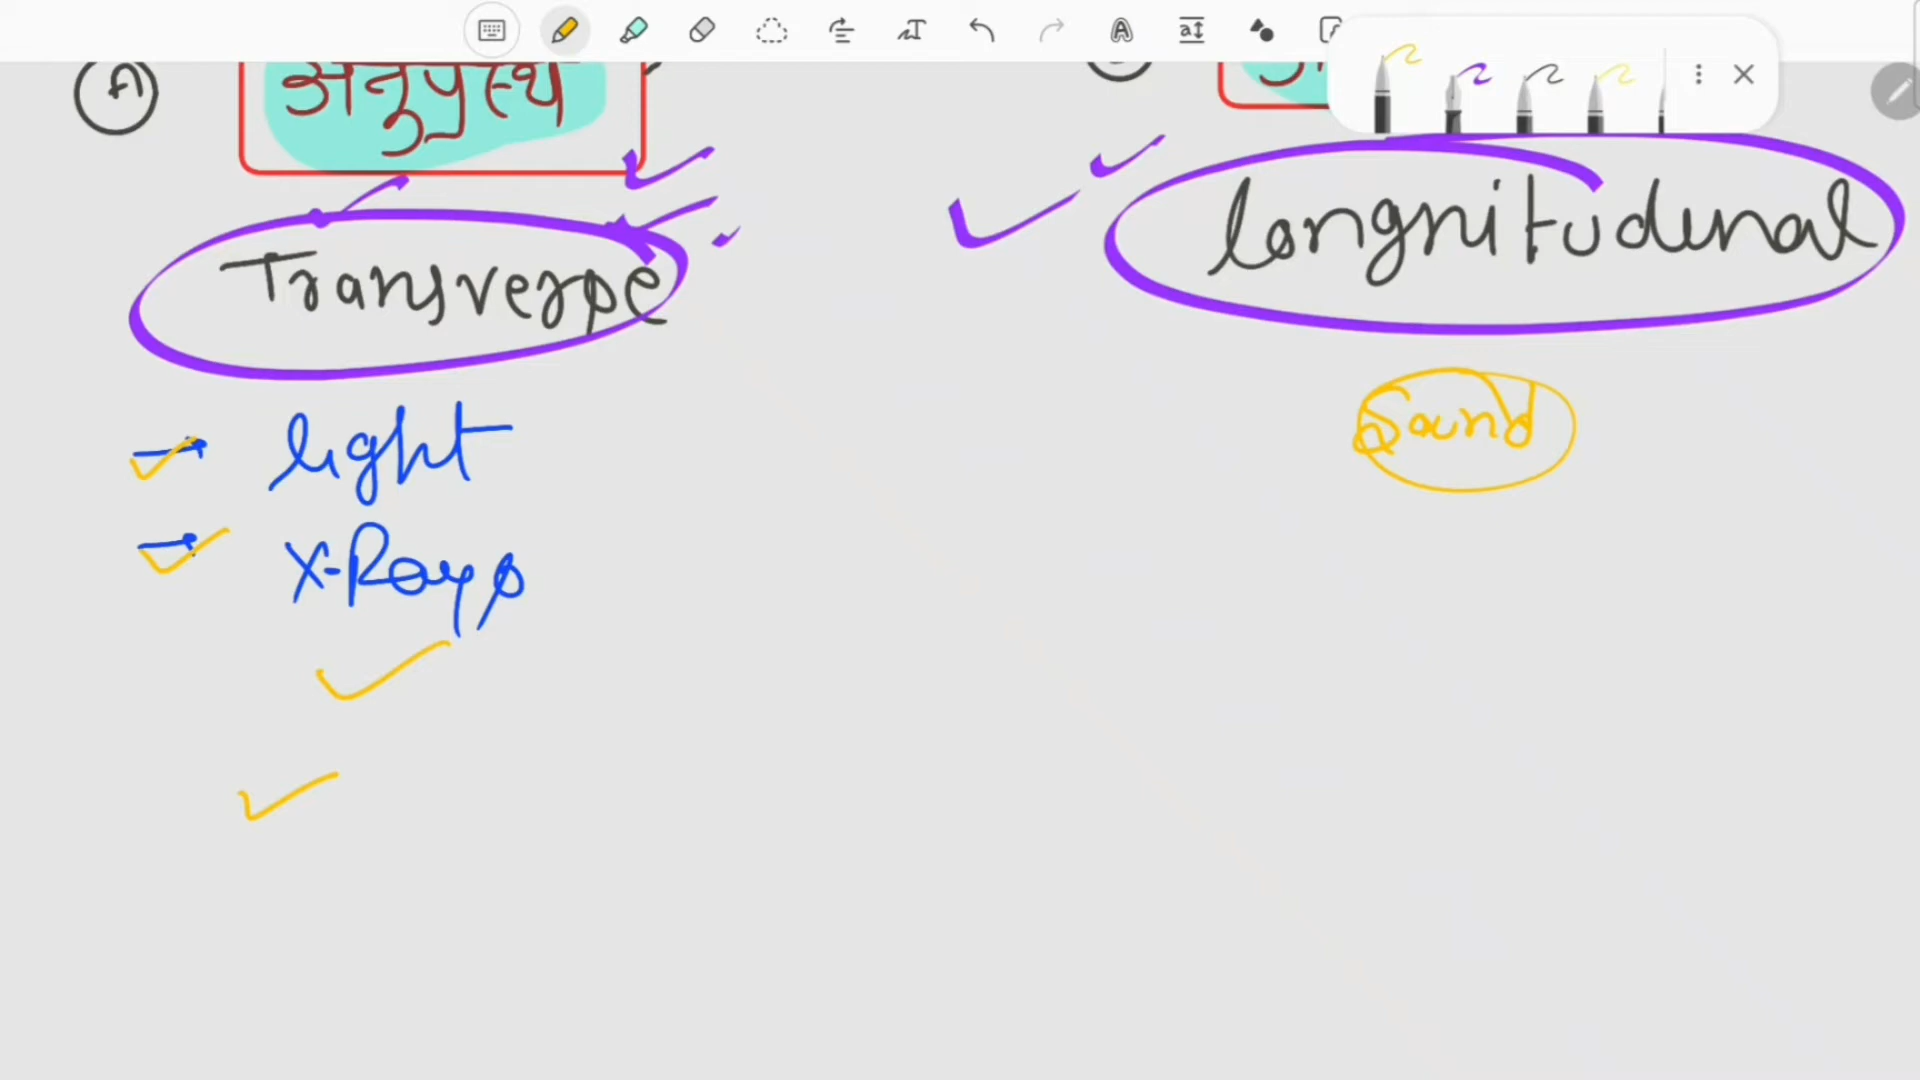 अनुप्रस्थ
Transverse
longnitudinal
light
Sound
X-Rays